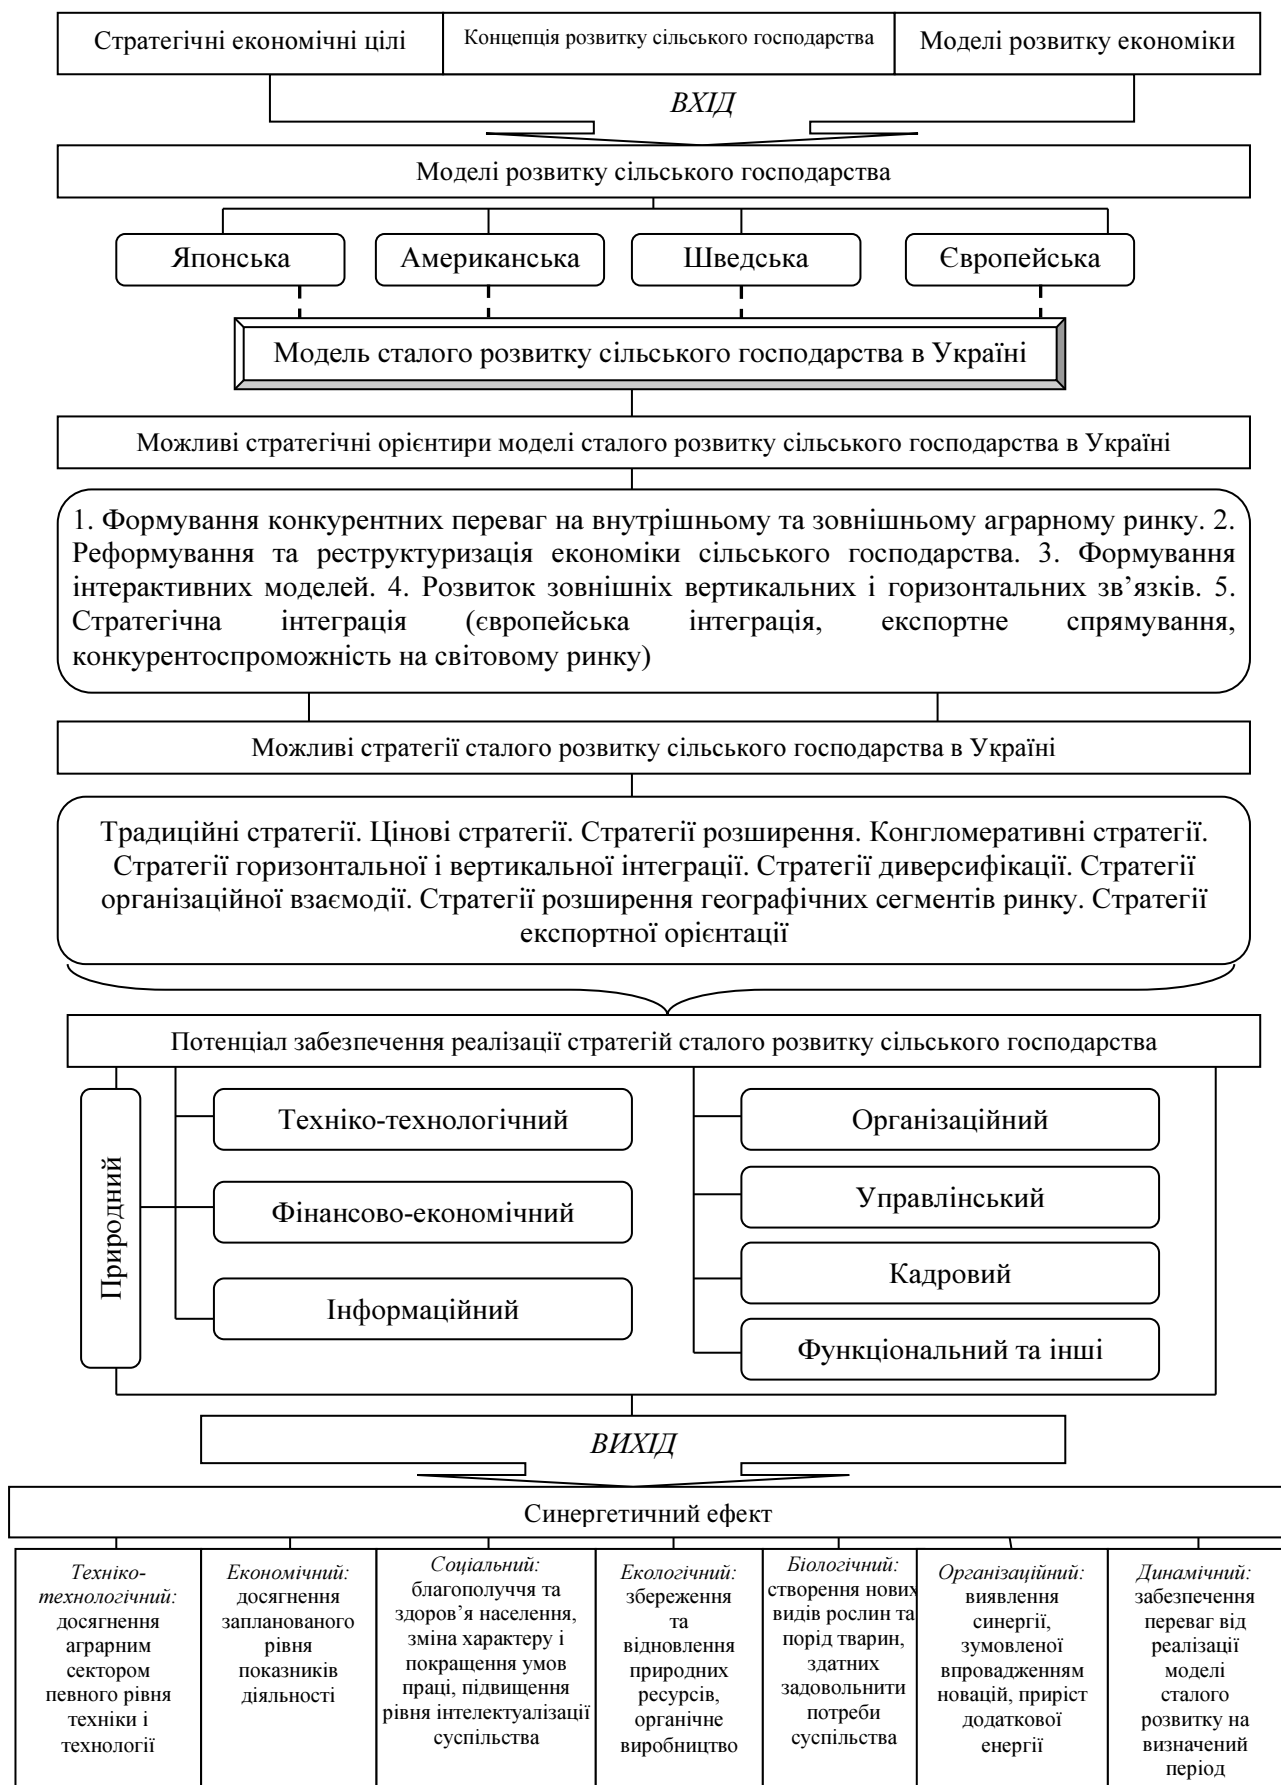 Стратегічні економічні цілі
Концепція розвитку сільського господарства
Моделі розвитку економіки
ВХІД
Моделі розвитку сільського господарства
Японська
Американська
Шведська
Європейська
Модель сталого розвитку сільського господарства в Україні
Можливі стратегічні орієнтири моделі сталого розвитку сільського господарства в Україні
1. Формування конкурентних переваг на внутрішньому та зовнішньому аграрному ринку. 2.
Реформування та реструктуризація економіки сільського господарства. 3. Формування
інтерактивних моделей. 4. Розвиток зовнішніх вертикальних і горизонтальних зв’язків. 5.
Стратегічна інтеграція (європейська інтеграція, експортне спрямування,
конкурентоспроможність на світовому ринку)
Можливі стратегії сталого розвитку сільського господарства в Україні
Традиційні стратегії. Цінові стратегії. Стратегії розширення. Конгломеративні стратегії.
Стратегії горизонтальної і вертикальної інтеграції. Стратегії диверсифікації. Стратегії
організаційної взаємодії. Стратегії розширення географічних сегментів ринку. Стратегії
експортної орієнтації
Потенціал забезпечення реалізації стратегій сталого розвитку сільського господарства
Природний
Техніко-технологічний
Фінансово-економічний
Інформаційний
Організаційний
Управлінський
Кадровий
Функціональний та інші
ВИХІД
Синергетичний ефект
Техніко-
технологічний:
досягнення
аграрним
сектором
певного рівня
техніки і
технології
Економічний:
досягнення
запланованого
рівня
показників
діяльності
Соціальний:
благополуччя та
здоров’я населення,
зміна характеру і
покращення умов
праці, підвищення
рівня інтелектуалізації
суспільства
Екологічний:
збереження
та
відновлення
природних
ресурсів,
органічне
виробництво
Біологічний:
створення нових
видів рослин та
порід тварин,
здатних
задовольнити
потреби
суспільства
Організаційний:
виявлення
синергії,
зумовленої
впровадженням
новацій, приріст
додаткової
енергії
Динамічний:
забезпечення
переваг від
реалізації
моделі
сталого
розвитку на
визначений
період